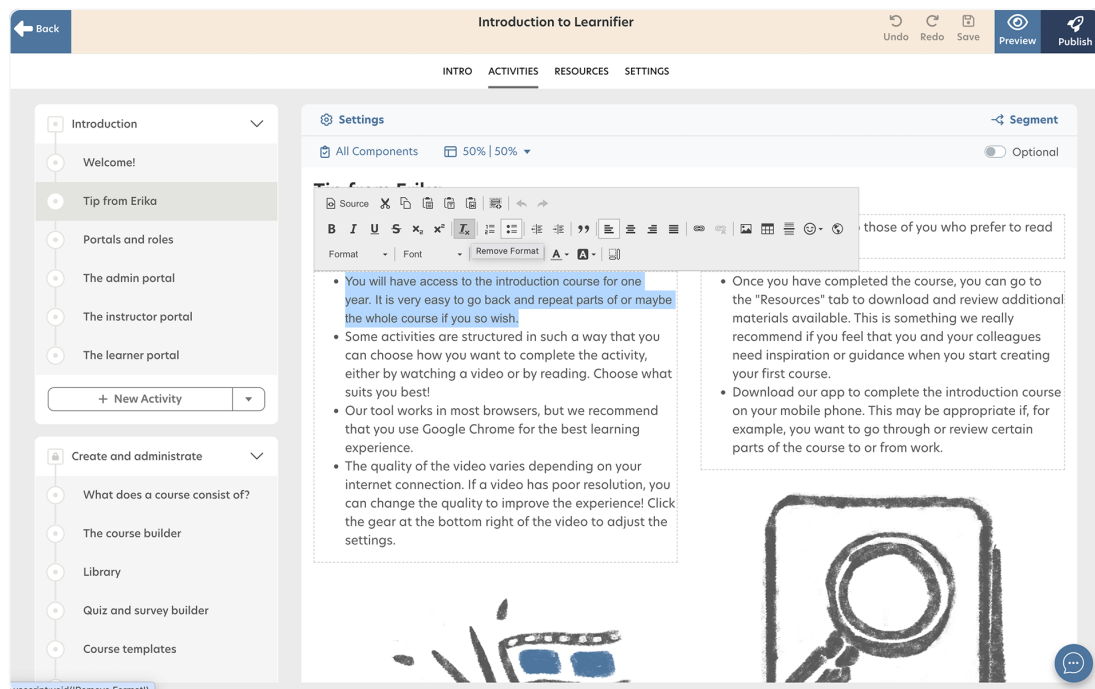 Back
Introduction to Learnifier
Undo Redo Save Preview Publish
INTRO ACTIVITIES RESOURCES SETTINGS
Introduction
Welcome!
Tip from Erika
Portals and roles
The admin portal
The instructor portal
The learner portal
+ New Activity
Create and administrate
What does a course consist of?
The course builder
Library
Quiz and survey builder
Course templates
Settings
Segment
All Components
50% | 50%
Optional
Tip from Erika
Source
B I U S x₂ x² Tx
Format Font A A
Remove Format
those of you who prefer to read
• You will have access to the introduction course for one
year. It is very easy to go back and repeat parts of or maybe
the whole course if you so wish.
• Some activities are structured in such a way that you
can choose how you want to complete the activity,
either by watching a video or by reading. Choose what
suits you best!
• Our tool works in most browsers, but we recommend
that you use Google Chrome for the best learning
experience.
• The quality of the video varies depending on your
internet connection. If a video has poor resolution, you
can change the quality to improve the experience! Click
the gear at the bottom right of the video to adjust the
settings.
• Once you have completed the course, you can go to
the "Resources" tab to download and review additional
materials available. This is something we really
recommend if you feel that you and your colleagues
need inspiration or guidance when you start creating
your first course.
• Download our app to complete the introduction course
on your mobile phone. This may be appropriate if, for
example, you want to go through or review certain
parts of the course to or from work.